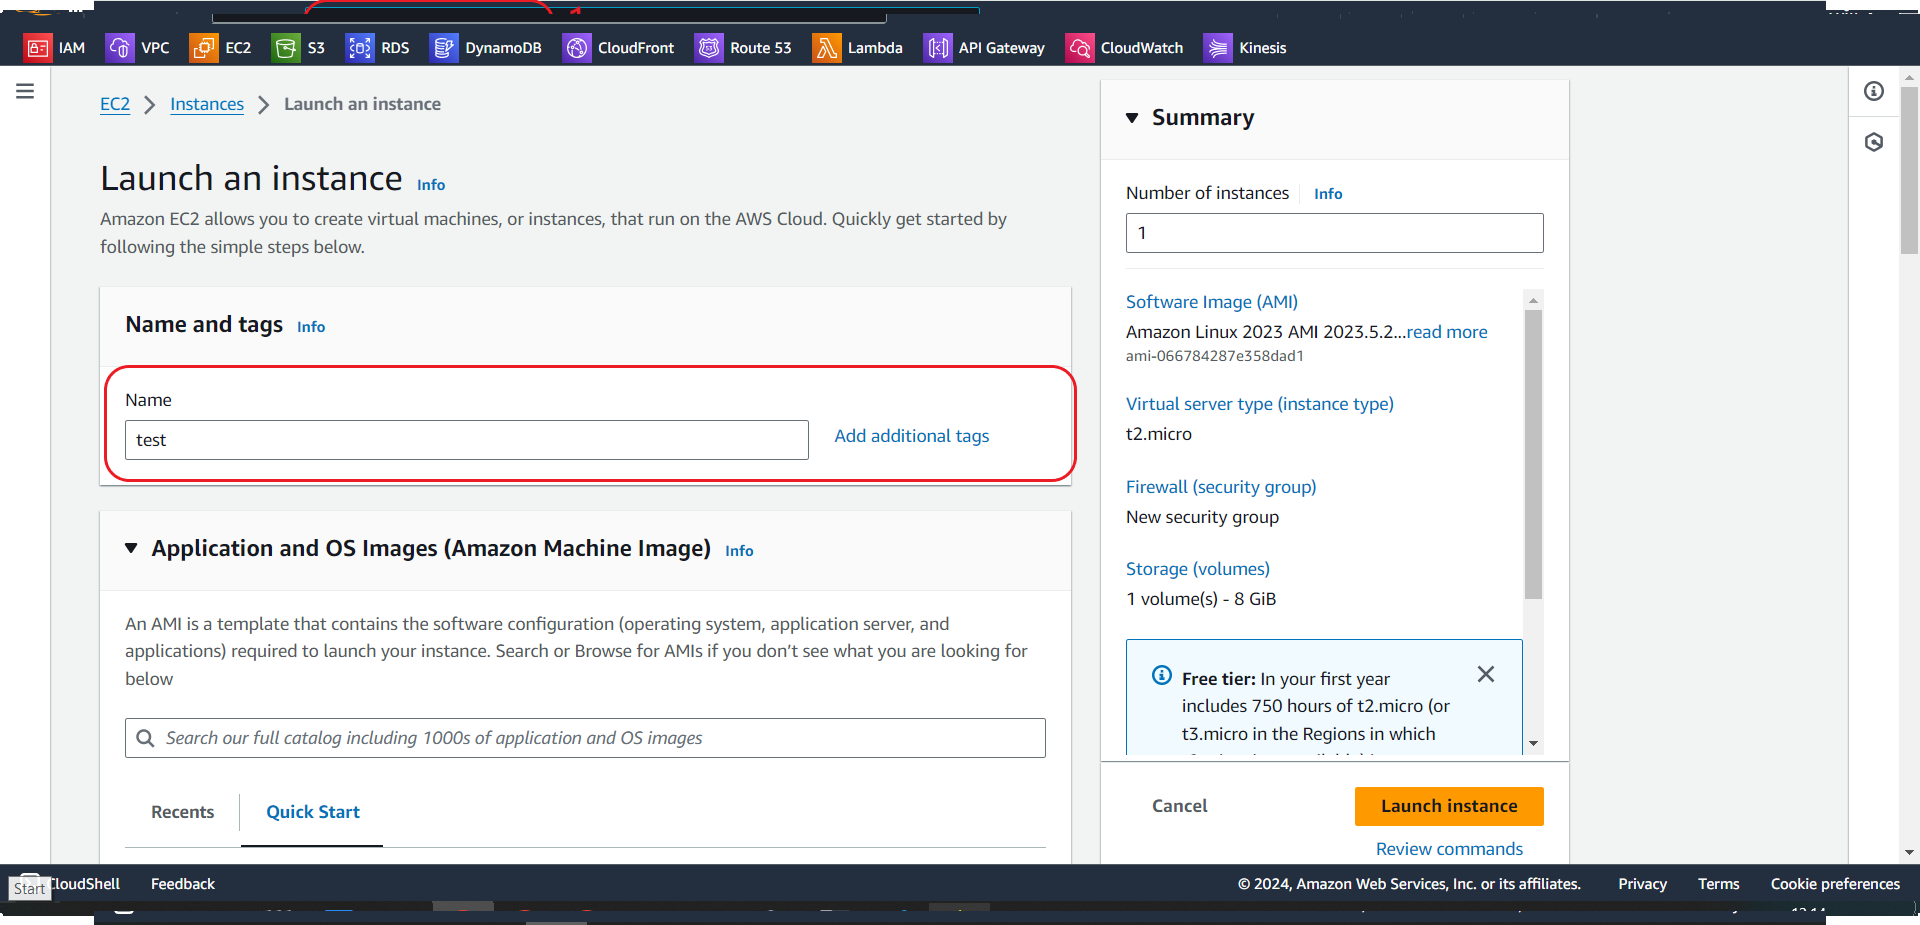 IAM VPC EC2 S3 RDS DynamoDB CloudFront Route 53 Lambda API Gateway CloudWatch Kinesis
EC2 Instances Launch an instance
Launch an instance Info
Amazon EC2 allows you to create virtual machines, or instances, that run on the AWS Cloud. Quickly get started by
following the simple steps below.
Name and tags Info
Name
test
Add additional tags
Application and OS Images (Amazon Machine Image) Info
An AMI is a template that contains the software configuration (operating system, application server, and
applications) required to launch your instance. Search or Browse for AMIs if you don’t see what you are looking for
below
Search our full catalog including 1000s of application and OS images
Recents Quick Start
Summary
Number of instances Info
1
Software Image (AMI)
Amazon Linux 2023 AMI 2023.5.2...read more
ami-066784287e358dad1
Virtual server type (instance type)
t2.micro
Firewall (security group)
New security group
Storage (volumes)
1 volume(s) - 8 GiB
Free tier: In your first year
includes 750 hours of t2.micro (or
t3.micro in the Regions in which
Cancel Launch instance
Review commands
Start CloudShell Feedback © 2024, Amazon Web Services, Inc. or its affiliates. Privacy Terms Cookie preferences